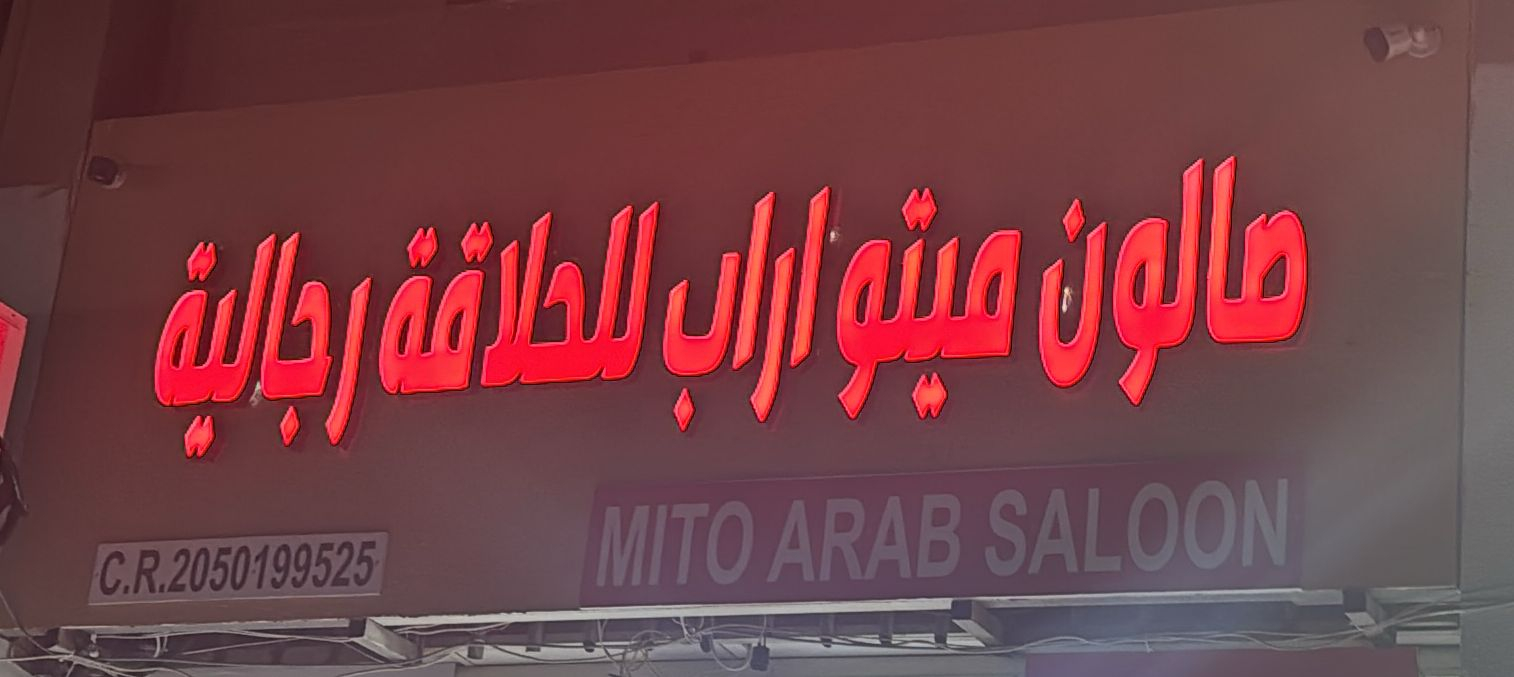 صالون ميتو اراب للحلاقة رجالية
MITO ARAB SALOON
C.R.2050199525